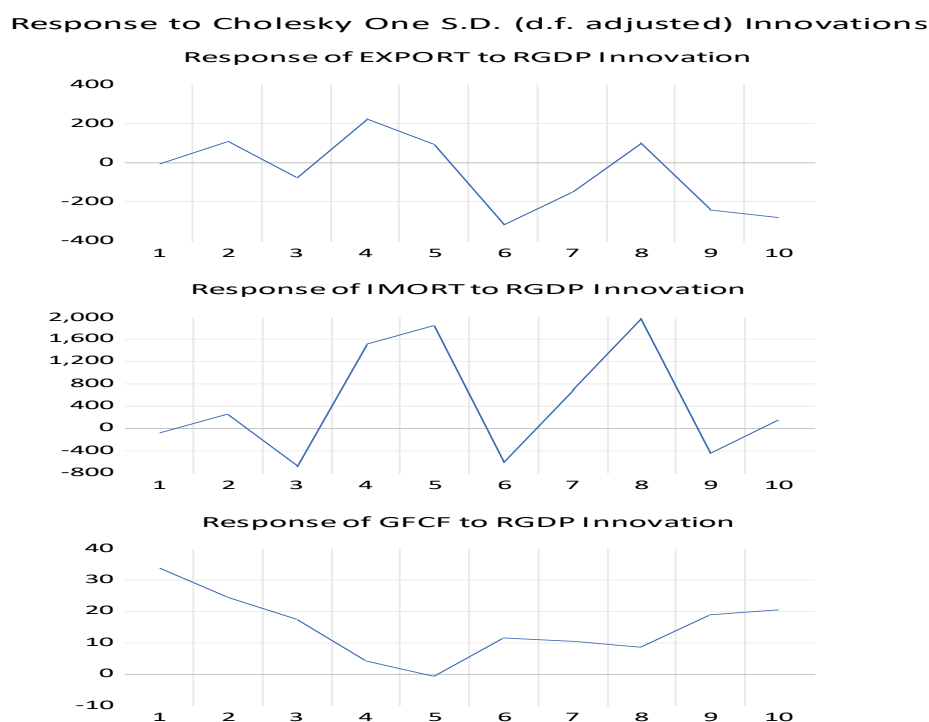 Response to Cholesky One S.D. (d.f. adjusted) Innovations
Response of EXPORT to RGDP Innovation
400
200
0
-200
-400
1 2 3 4 5 6 7 8 9 10
Response of IMORT to RGDP Innovation
2,000
1,600
1,200
800
400
0
-400
-800
1 2 3 4 5 6 7 8 9 10
Response of GFCF to RGDP Innovation
40
30
20
10
0
-10
1 2 3 4 5 6 7 8 9 10